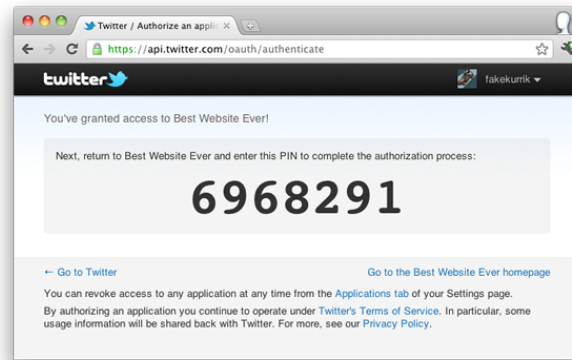 Twitter / Authorize an applic
https://api.twitter.com/oauth/authenticate
twitter
fakekurrik
You've granted access to Best Website Ever!
Next, return to Best Website Ever and enter this PIN to complete the authorization process:
6968291
← Go to Twitter
Go to the Best Website Ever homepage
You can revoke access to any application at any time from the Applications tab of your Settings page.
By authorizing an application you continue to operate under Twitter's Terms of Service. In particular, some
usage information will be shared back with Twitter. For more, see our Privacy Policy.